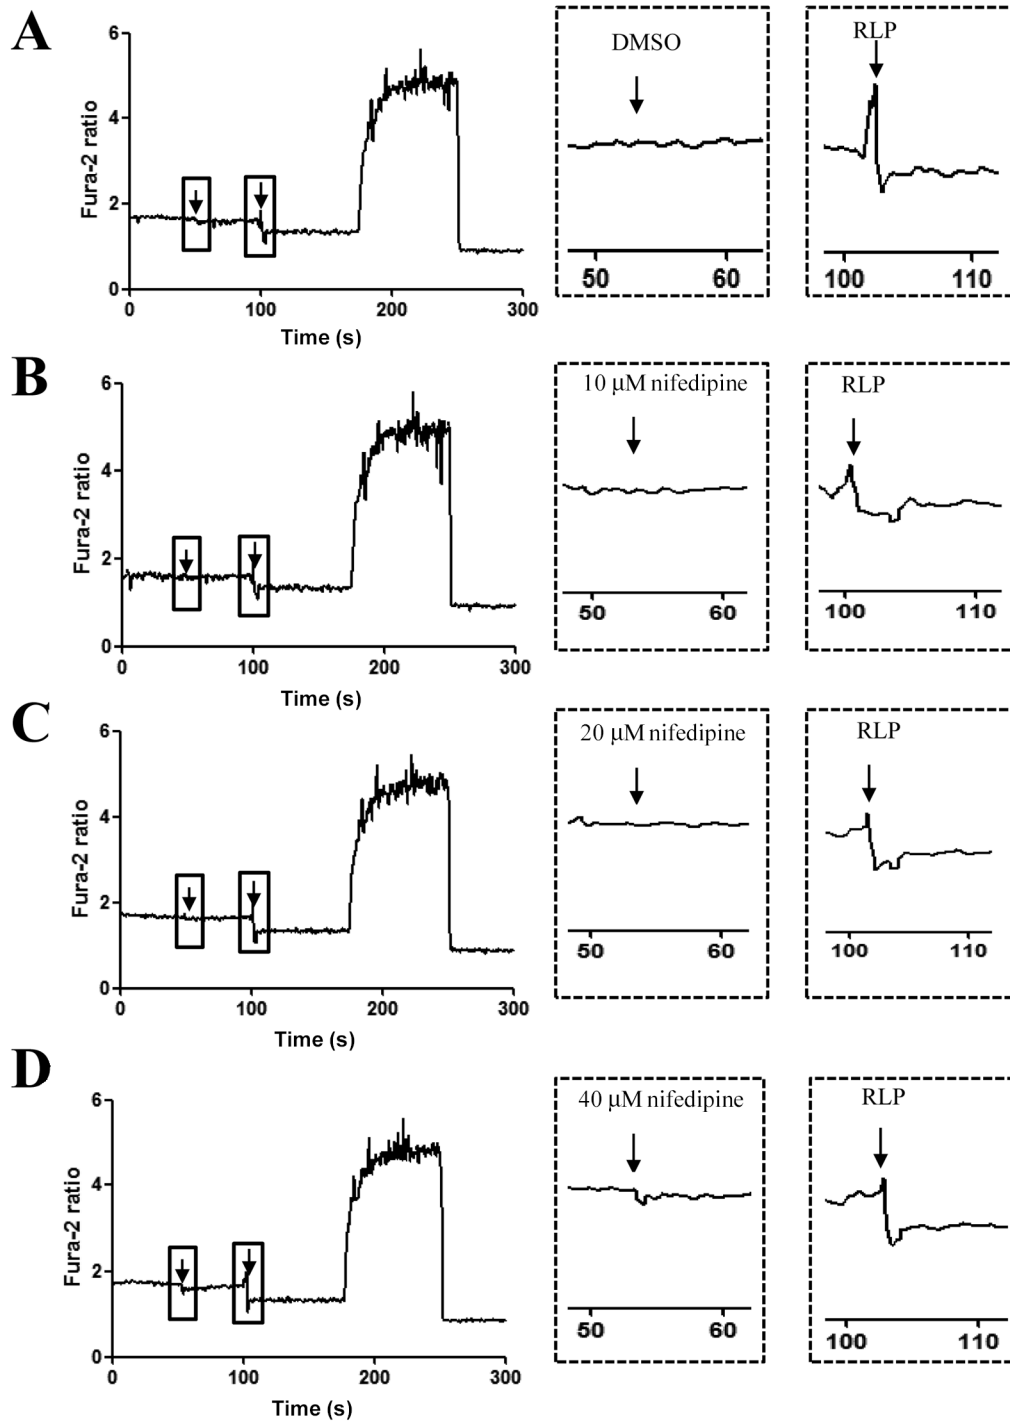 A
6
4
2
0
Fura-2 ratio
0 100 200 300
Time (s)
DMSO
50 60
RLP
100 110
B
6
4
2
0
Fura-2 ratio
0 100 200 300
Time (s)
10 μM nifedipine
50 60
RLP
100 110
C
6
4
2
0
Fura-2 ratio
0 100 200 300
Time (s)
20 μM nifedipine
50 60
RLP
100 110
D
6
4
2
0
Fura-2 ratio
0 100 200 300
Time (s)
40 μM nifedipine
50 60
RLP
100 110